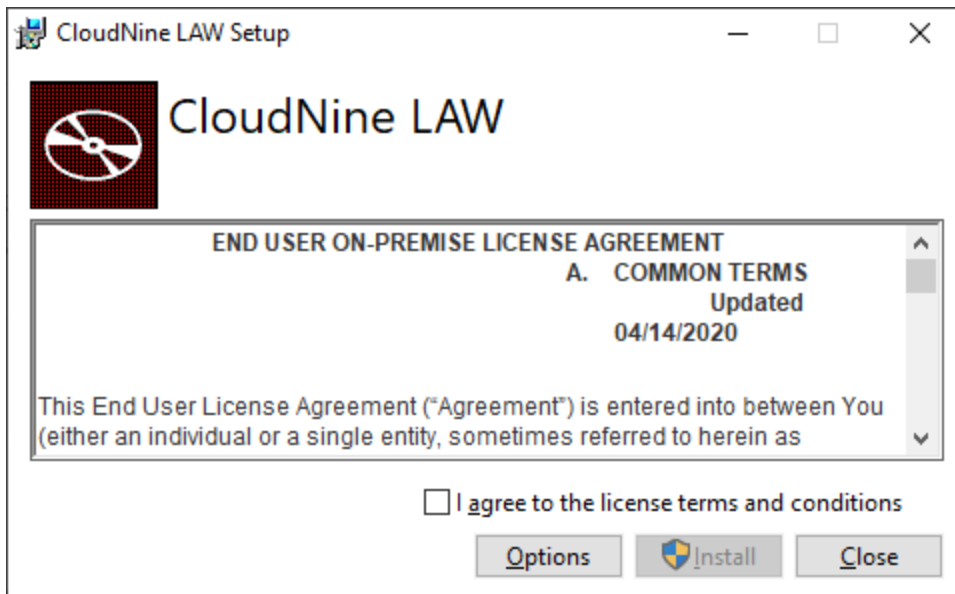 CloudNine LAW Setup
CloudNine LAW
END USER ON-PREMISE LICENSE AGREEMENT
A. COMMON TERMS
Updated
04/14/2020
This End User License Agreement (“Agreement”) is entered into between You
(either an individual or a single entity, sometimes referred to herein as
I agree to the license terms and conditions
Options
Install
Close